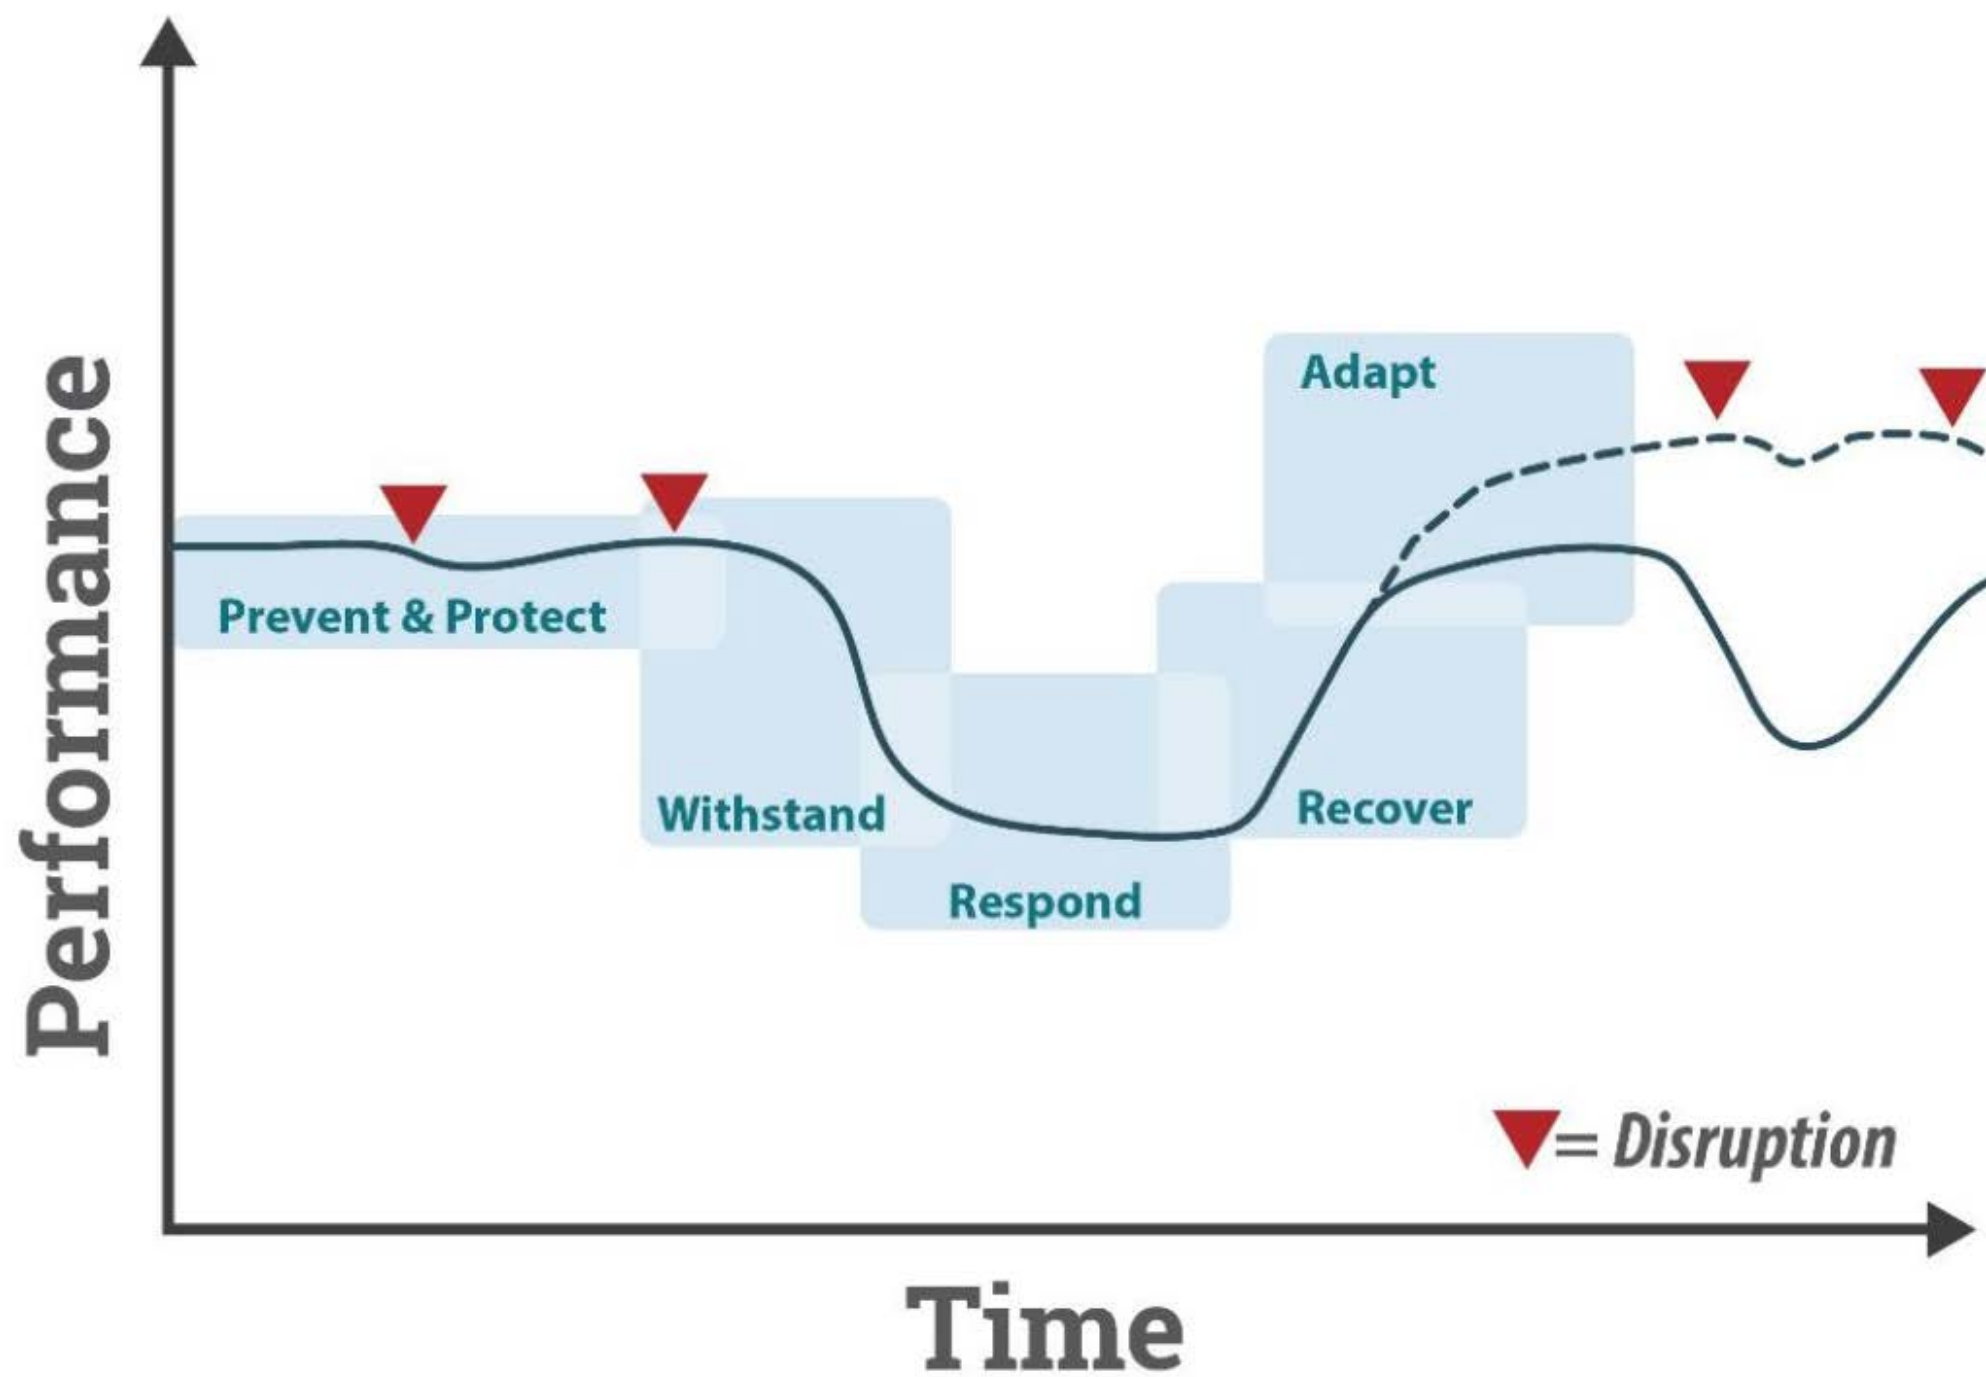 Performance
Adapt
Prevent & Protect
Withstand
Recover
Respond
= Disruption
Time